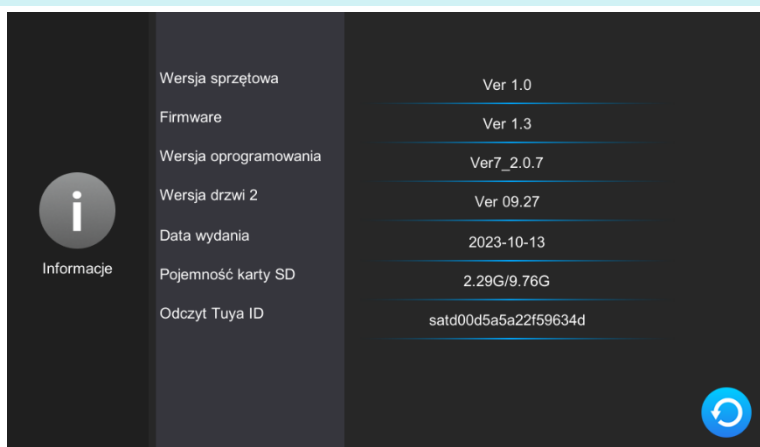 Wersja sprzętowa Ver 1.0
Firmware Ver 1.3
Wersja oprogramowania Ver7_2.0.7
Wersja drzwi 2 Ver 09.27
Data wydania 2023-10-13
Informacje
Pojemność karty SD 2.29G/9.76G
Odczyt Tuya ID satd00d5a5a22f59634d